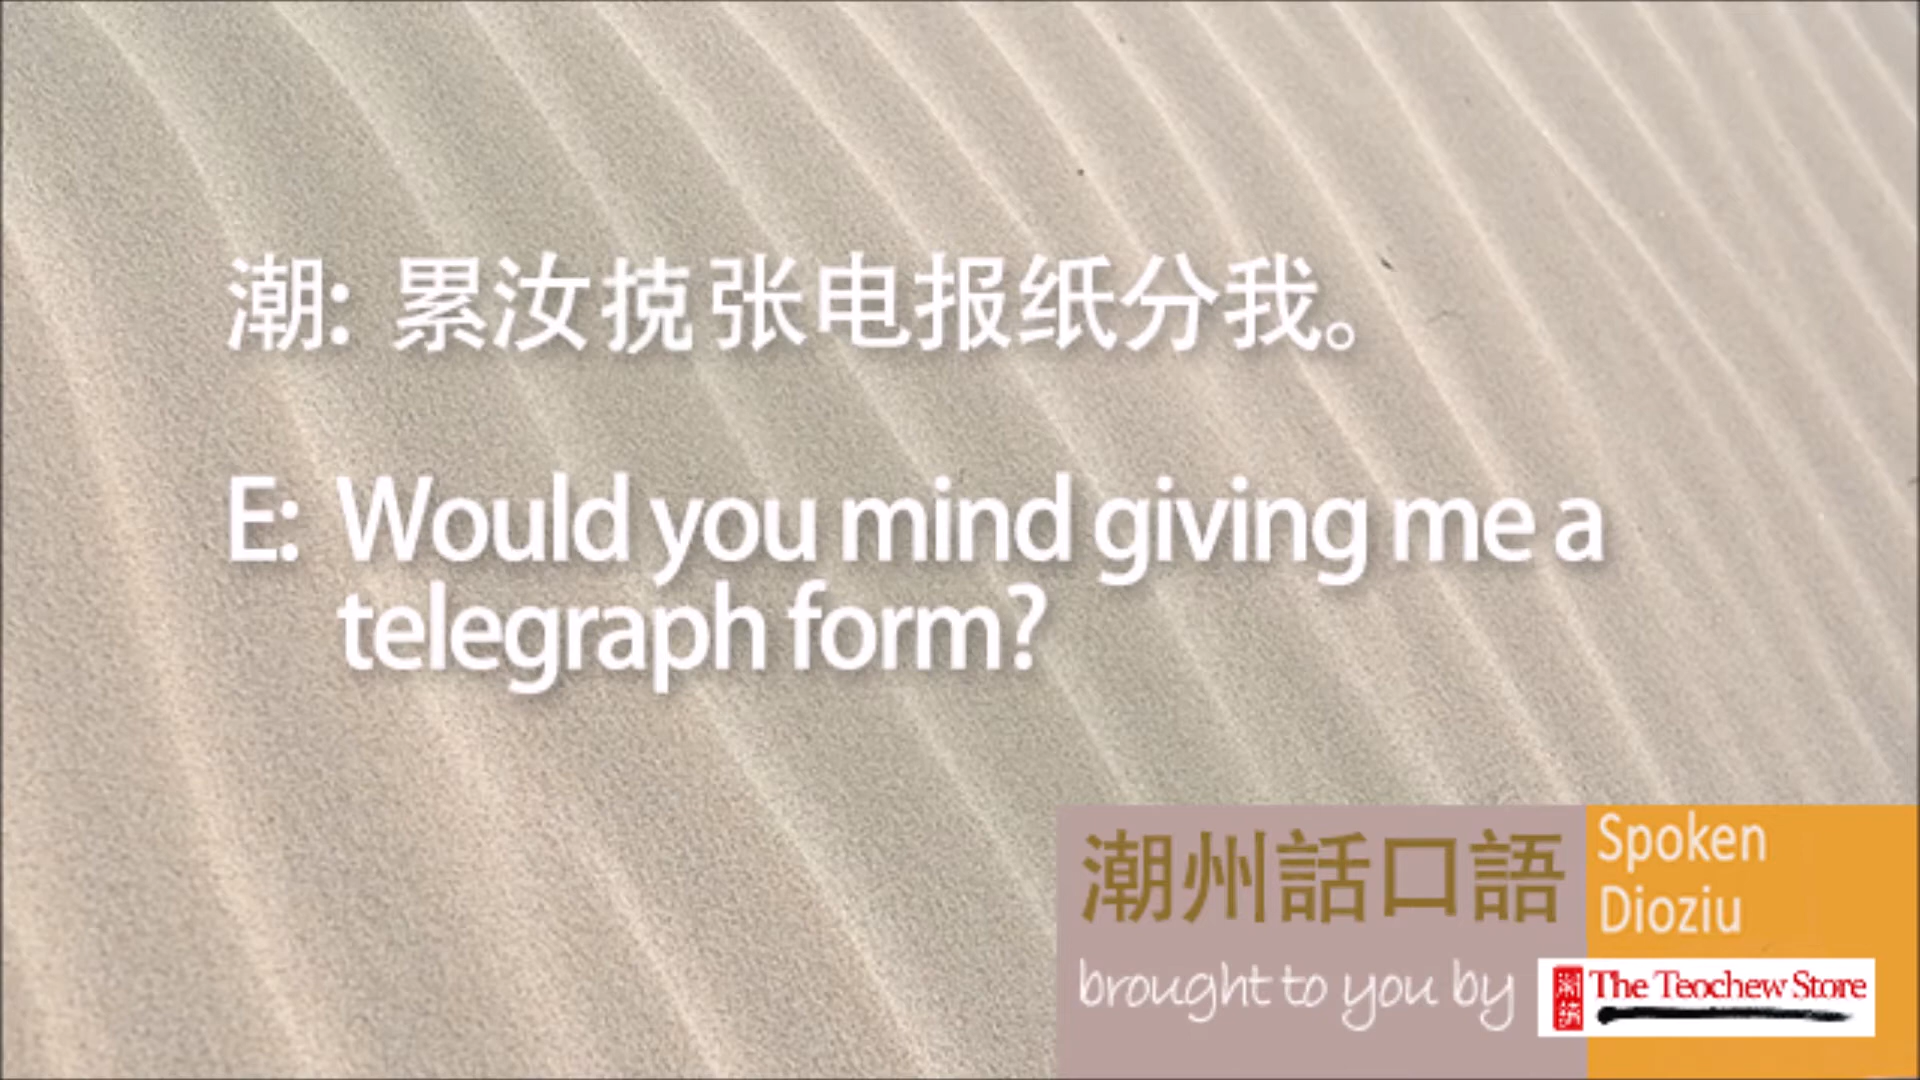 潮: 累汝㧡张电报纸分我。
E: Would you mind giving me a
telegraph form?
潮州話口語
Spoken
Dioziu
brought to you by
The Teochew Store